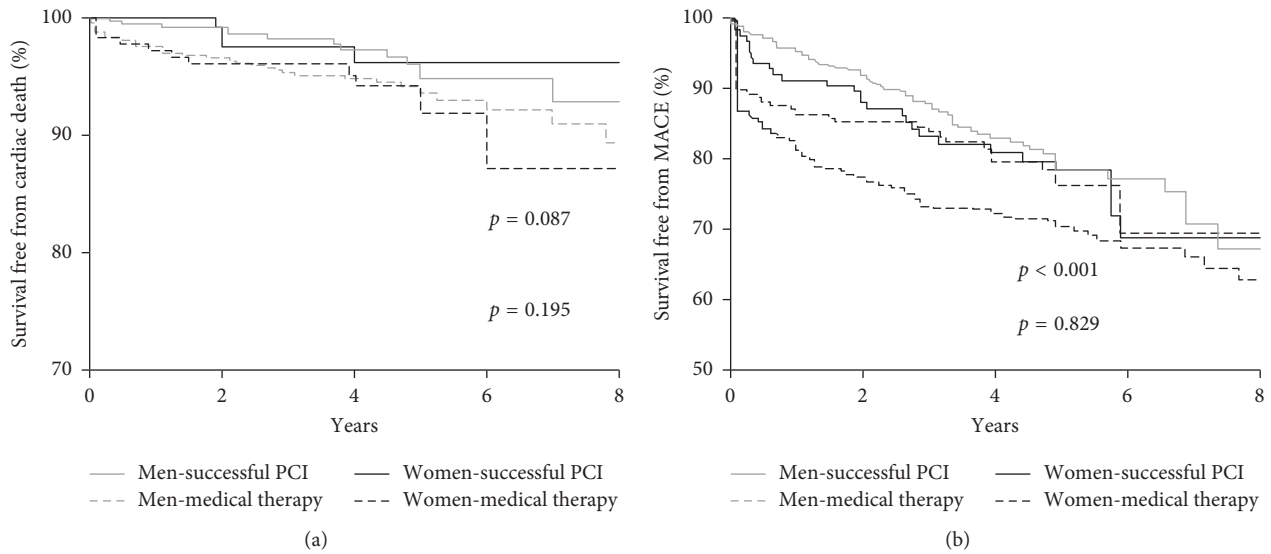 Survival free from cardiac death (%)
100
90
80
70
p = 0.087
p = 0.195
0
2
4
6
8
Years
Men-successful PCI
Women-successful PCI
Men-medical therapy
Women-medical therapy
(a)
Survival free from MACE (%)
100
90
80
70
60
50
p < 0.001
p = 0.829
0
2
4
6
8
Years
Men-successful PCI
Women-successful PCI
Men-medical therapy
Women-medical therapy
(b)